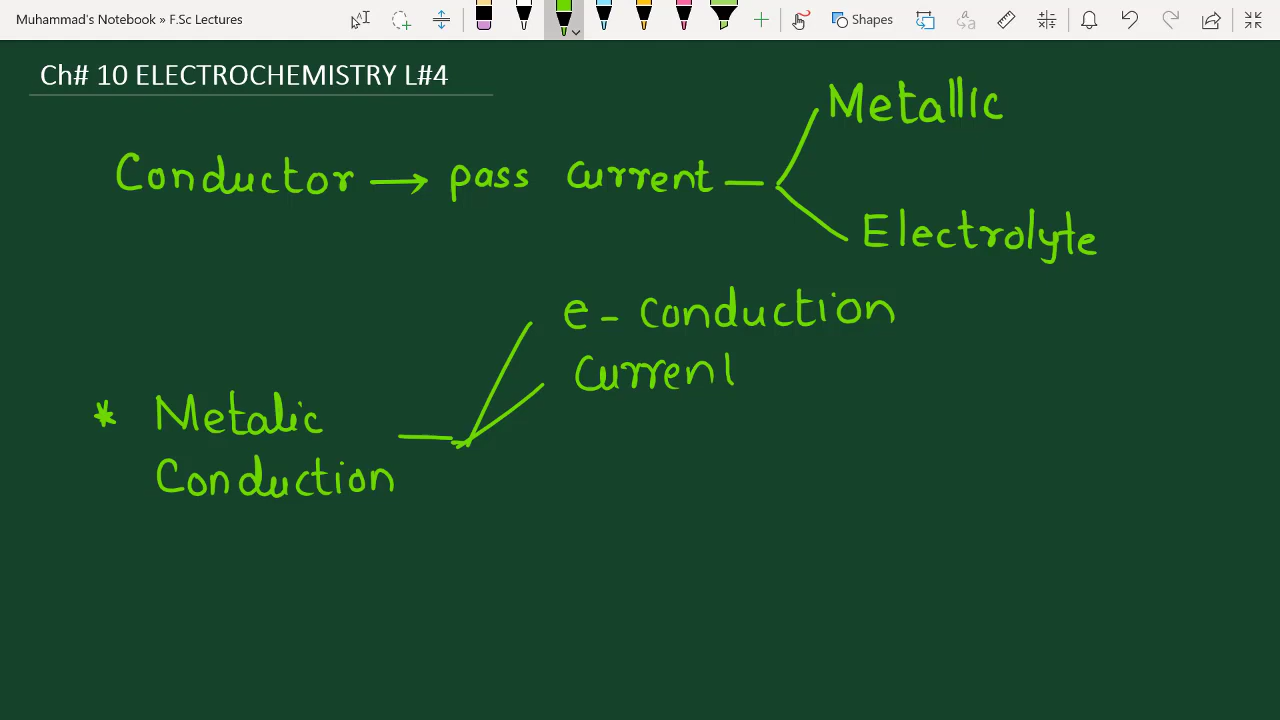 Muhammad's Notebook » F.Sc Lectures
Shapes
Ch# 10 ELECTROCHEMISTRY L#4
Metallic
Conductor → pass current —
Electrolyte
e - conduction
Current
* Metalic
Conduction